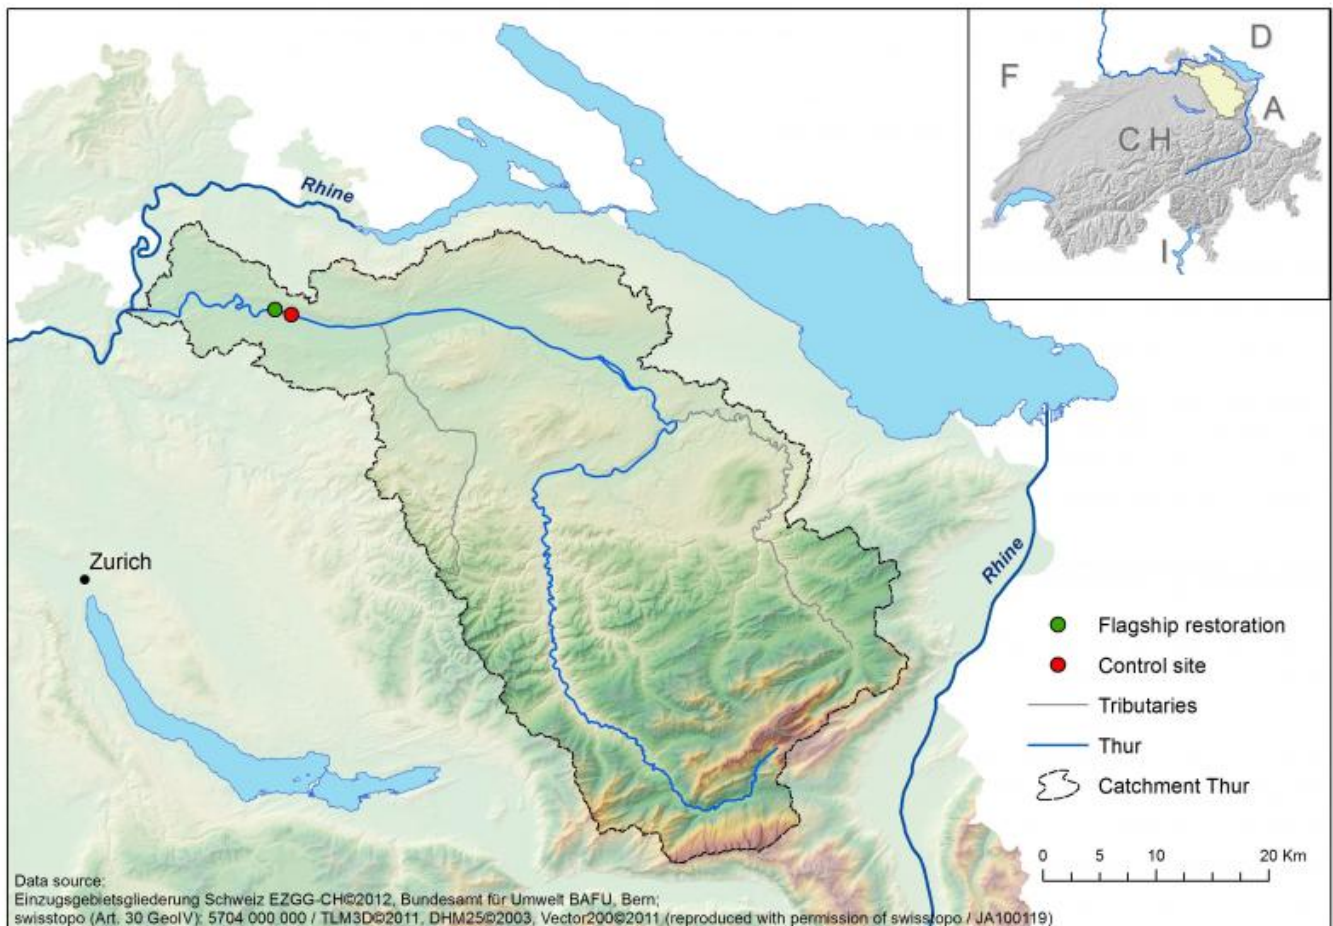 D
F
A
CH
I
Rhine
Zurich
Rhine
Flagship restoration
Control site
Tributaries
Thur
Catchment Thur
0 5 10 20 Km
Data source:
Einzugsgebietsgliederung Schweiz EZGG-CH©2012, Bundesamt für Umwelt BAFU, Bern;
swisstopo (Art. 30 GeoIV): 5704 000 000 / TLM3D©2011, DHM25©2003, Vector200©2011 (reproduced with permission of swisstopo / JA100119)